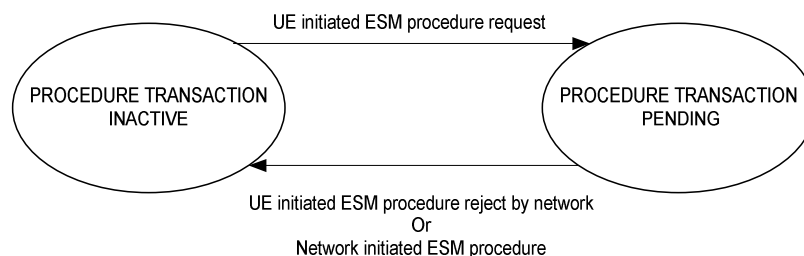 UE initiated ESM procedure request
PROCEDURE TRANSACTION
INACTIVE
PROCEDURE TRANSACTION
PENDING
UE initiated ESM procedure reject by network
Or
Network initiated ESM procedure